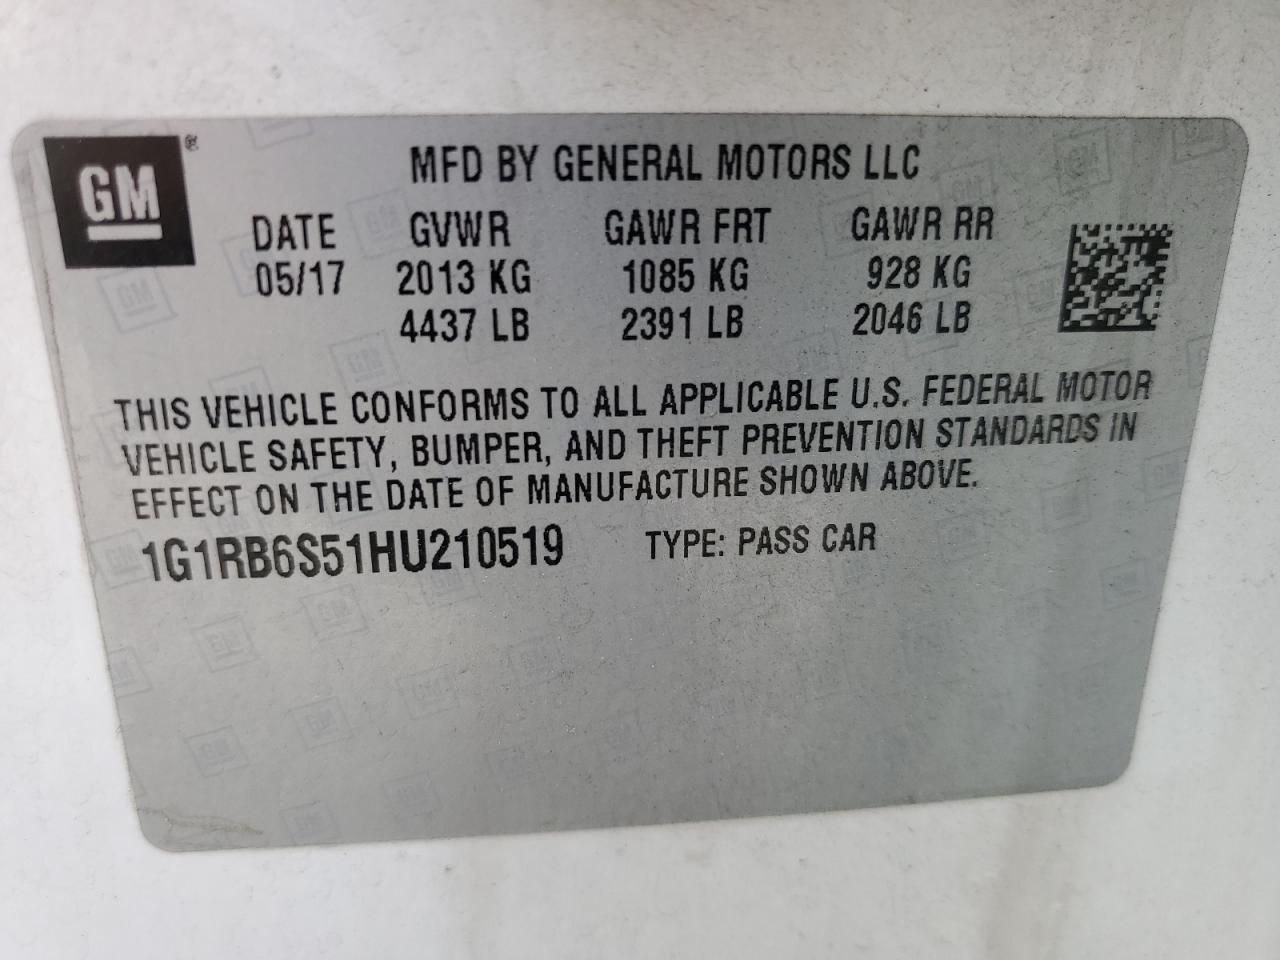 GM®
MFD BY GENERAL MOTORS LLC
DATE GVWR GAWR FRT GAWR RR
05/17 2013 KG 1085 KG 928 KG
4437 LB 2391 LB 2046 LB
THIS VEHICLE CONFORMS TO ALL APPLICABLE U.S. FEDERAL MOTOR
VEHICLE SAFETY, BUMPER, AND THEFT PREVENTION STANDARDS IN
EFFECT ON THE DATE OF MANUFACTURE SHOWN ABOVE.
1G1RB6S51HU210519 TYPE: PASS CAR